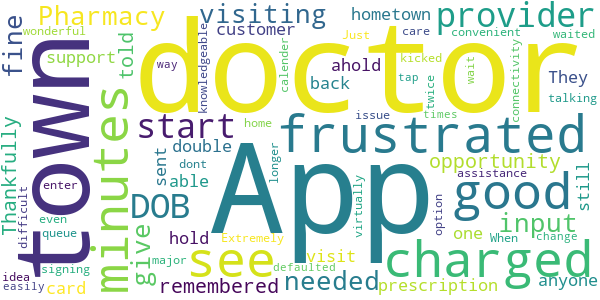 Pharmacy
visiting
provider
hometown
wonderful
customer
Just
care
convenient
fine
support
told
kicked
waited
They
knowledgeable
calender
way
ahold
back
tap
twice
wait
connectivity
talking
town
doctor
minutes
start
frustrated
issue
times
Thankfully
double
home
dont
sent
able
longer
opportunity
assistance
still
enter
DOB
App
good
virtually
difficult
even
queue
give
hold
Extremely
option
one
input
When
change
signing
major
see
visit
defaulted
charged
idea
easily
card
remembered
needed
prescription
anyone